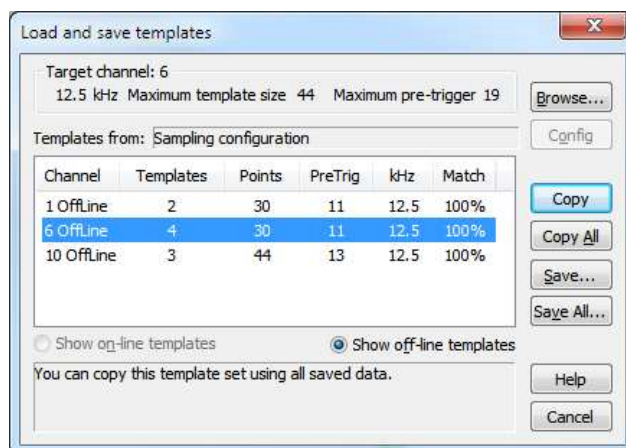 Load and save templates
Target channel: 6
12.5 kHz Maximum template size 44 Maximum pre-trigger 19
Browse...
Templates from: Sampling configuration
Config
Channel Templates Points PreTrig kHz Match
1 OffLine 2 30 11 12.5 100%
6 OffLine 4 30 11 12.5 100%
10 OffLine 3 44 13 12.5 100%
Copy
Copy All
Save...
Save All...
Show on-line templates Show off-line templates
You can copy this template set using all saved data.
Help
Cancel